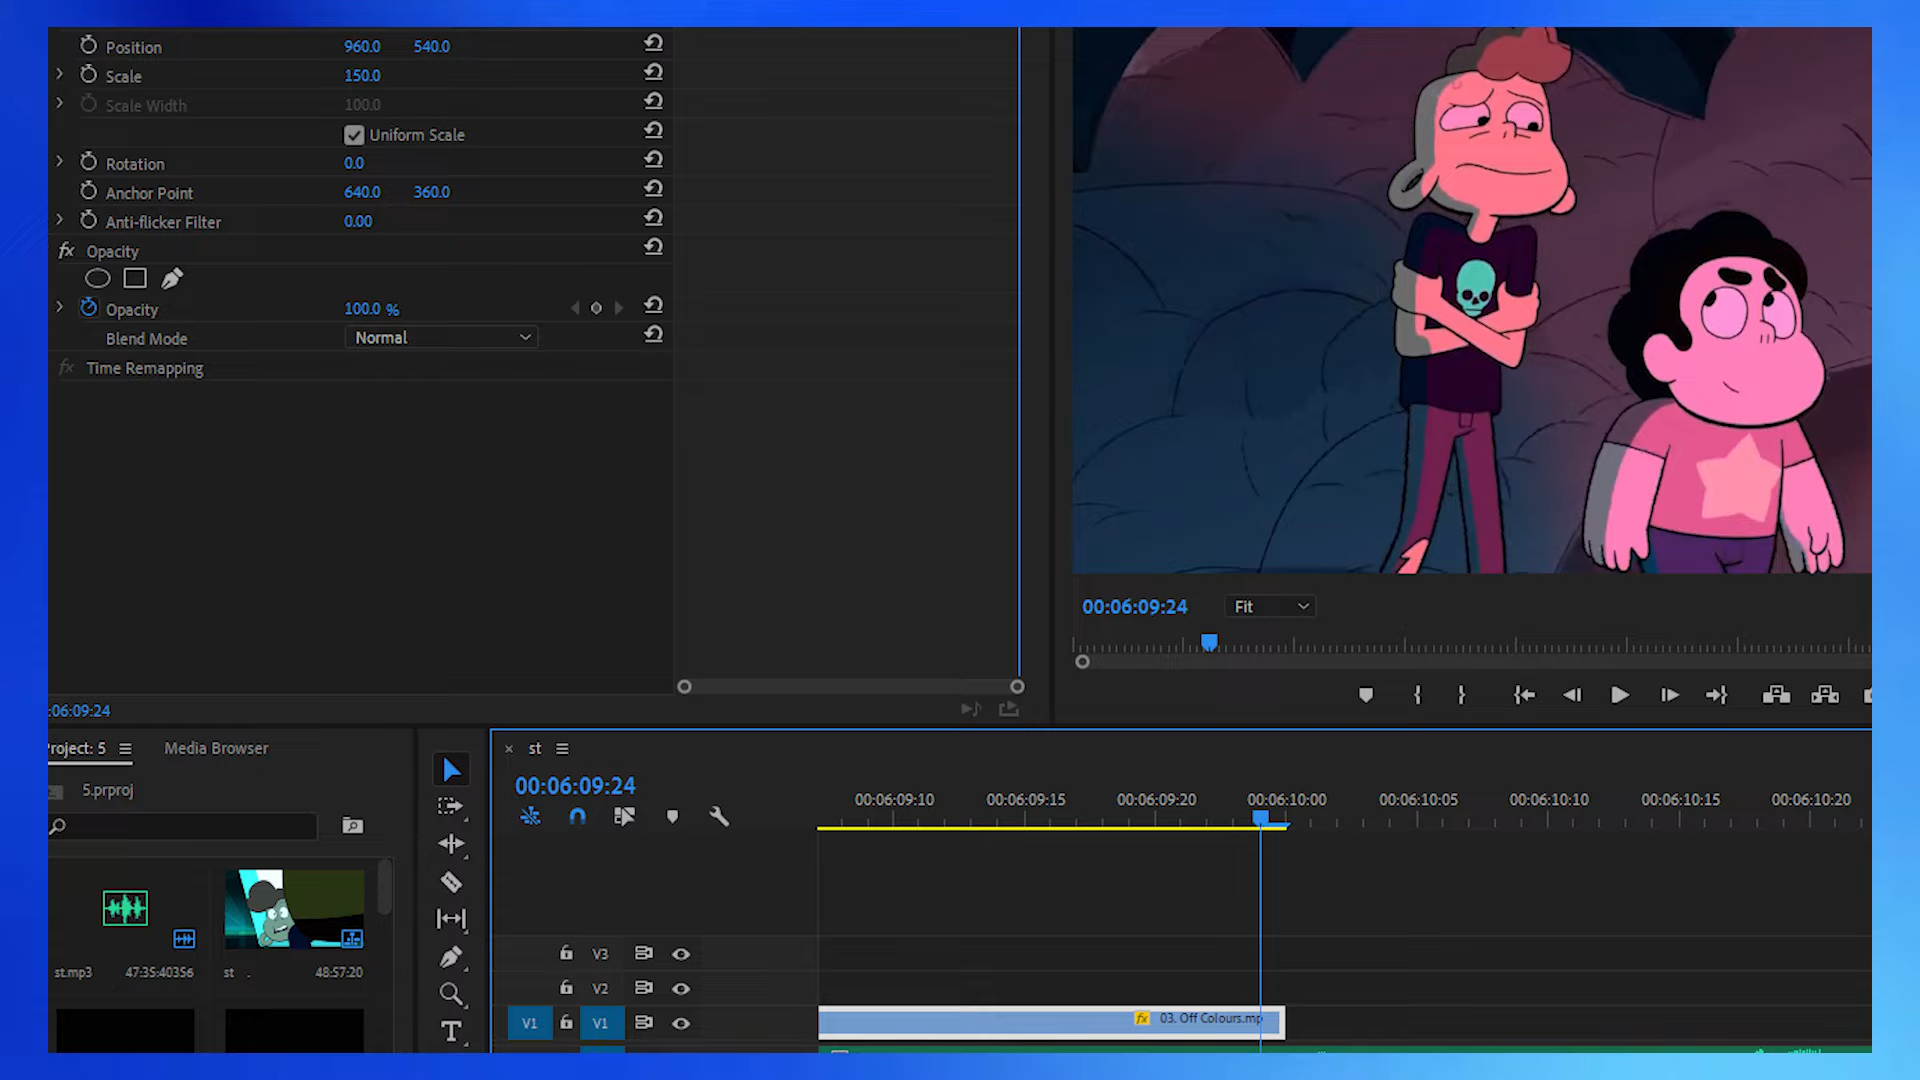 Position 960.0 540.0
Scale 150.0
Scale Width 100.0
Uniform Scale
Rotation 0.0
Anchor Point 640.0 360.0
Anti-flicker Filter 0.00
fx Opacity
Opacity 100.0 %
Blend Mode Normal
fx Time Remapping
:06:09:24
00:06:09:24 Fit
roject: 5 Media Browser
5.prproj
st.mp3 47:35:40356
st . 48:57:20
× st
00:06:09:24
00:06:09:10 00:06:09:15 00:06:09:20 00:06:10:00 00:06:10:05 00:06:10:10 00:06:10:15 00:06:10:20
V3
V2
V1 V1
fx 03. Off Colours.mp
T